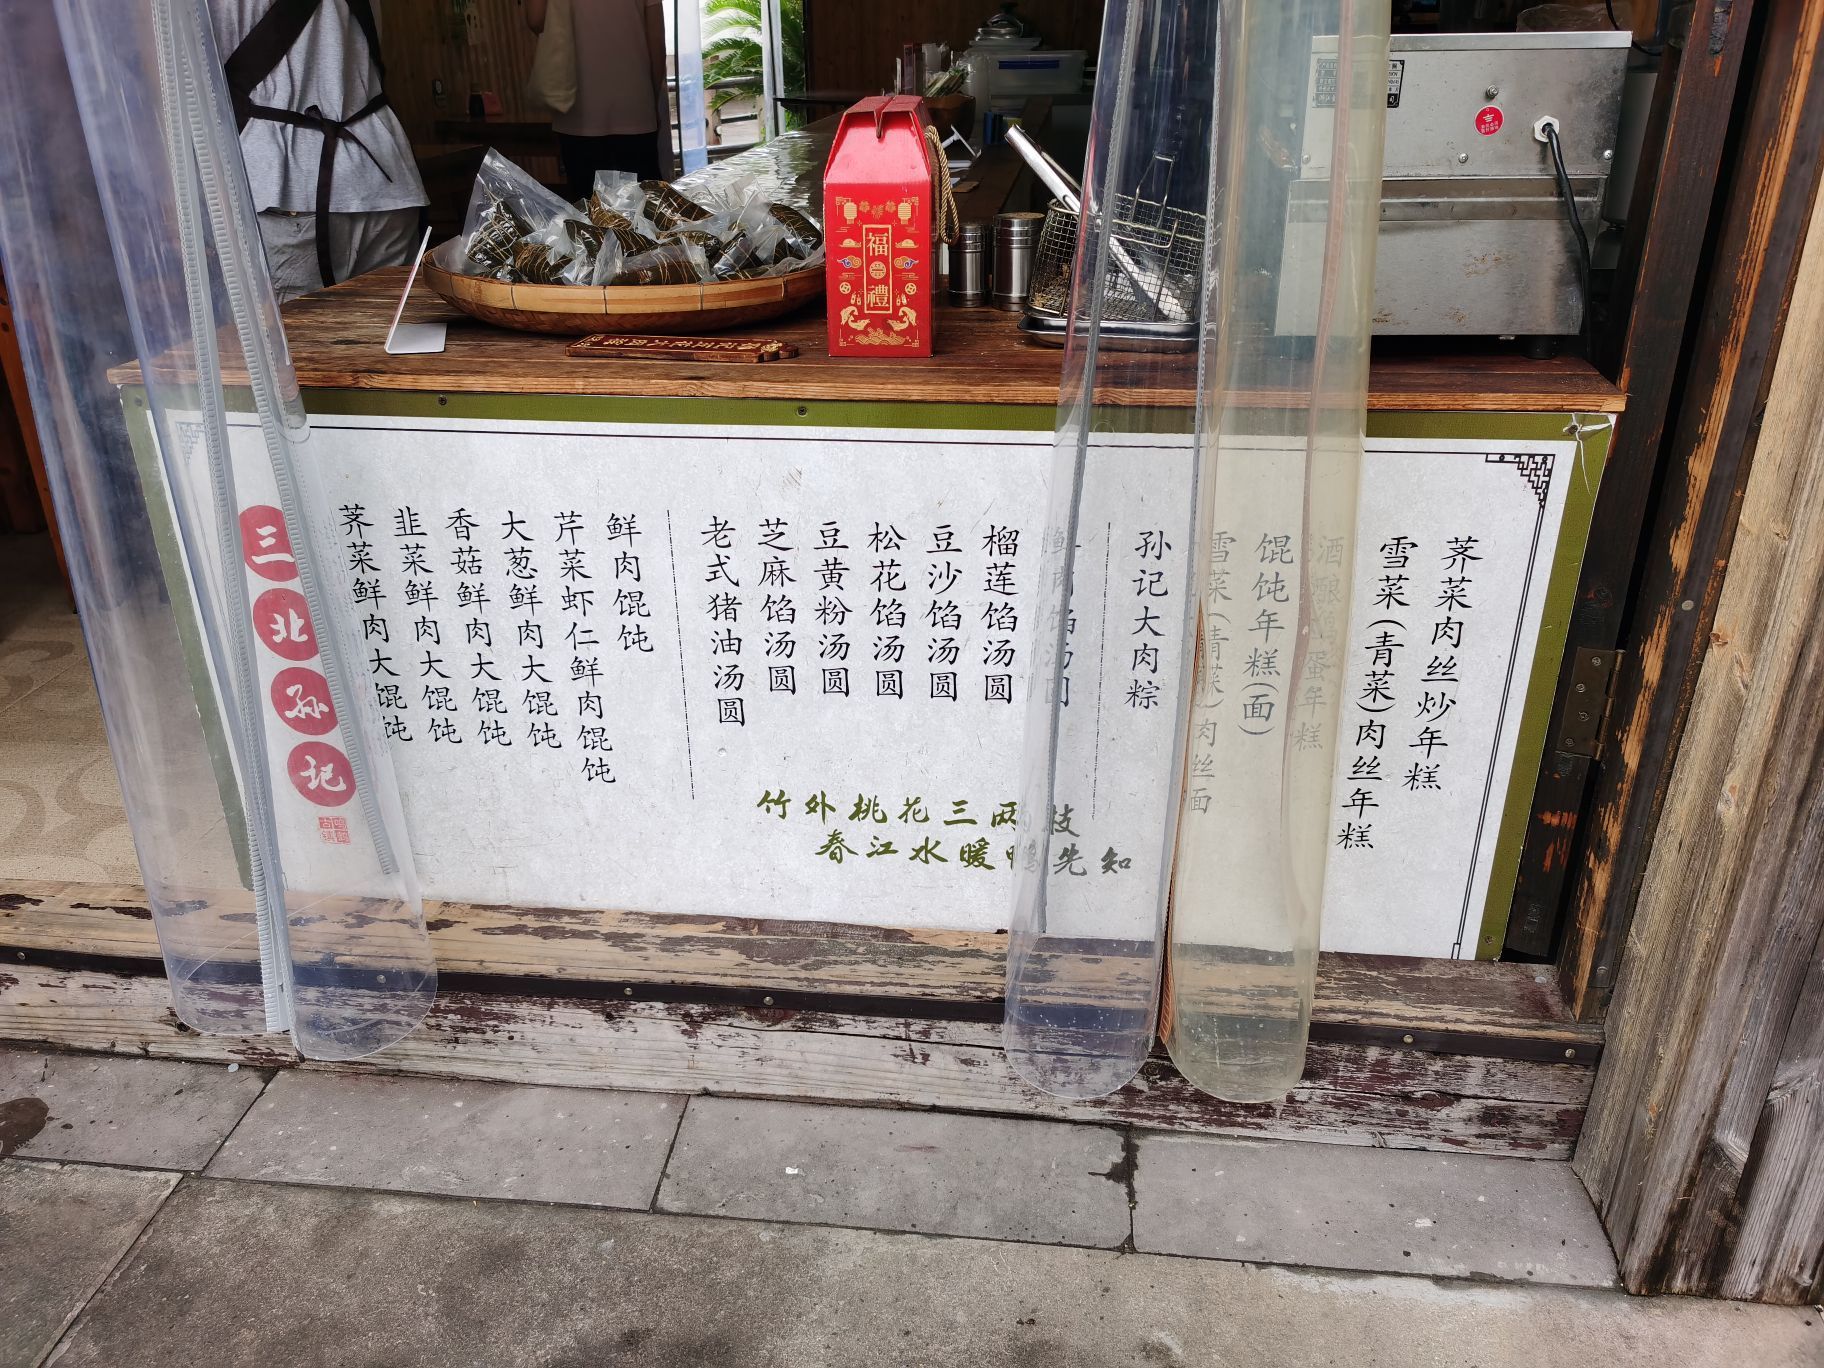 福
禮
三北孙记
荠菜鲜肉大馄饨
韭菜鲜肉大馄饨
香菇鲜肉大馄饨
大葱鲜肉大馄饨
芹菜虾仁鲜肉馄饨
鲜肉馄饨
老式猪油汤圆
芝麻馅汤圆
豆黄粉汤圆
松花馅汤圆
豆沙馅汤圆
榴莲馅汤圆
鲜肉馅汤圆
孙记大肉粽
雪菜(青菜)肉丝面
馄饨年糕(面)
酒酿鸡蛋年糕
雪菜(青菜)肉丝年糕
荠菜肉丝炒年糕
竹外桃花三两枝
春江水暖鸭先知